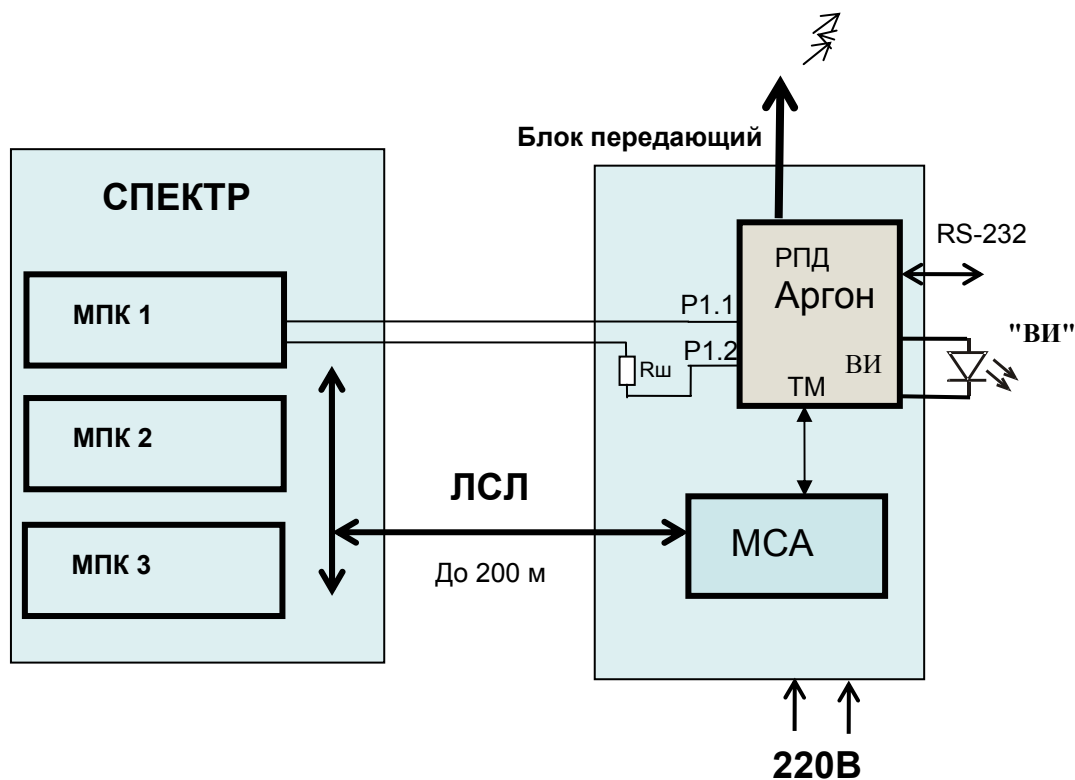 Блок передающий
СПЕКТР
МПК 1
МПК 2
МПК 3
P1.1
P1.2
Rш
РПД
Аргон
ВИ
ТМ
RS-232
"ВИ"
ЛСЛ
До 200 м
МСА
220В